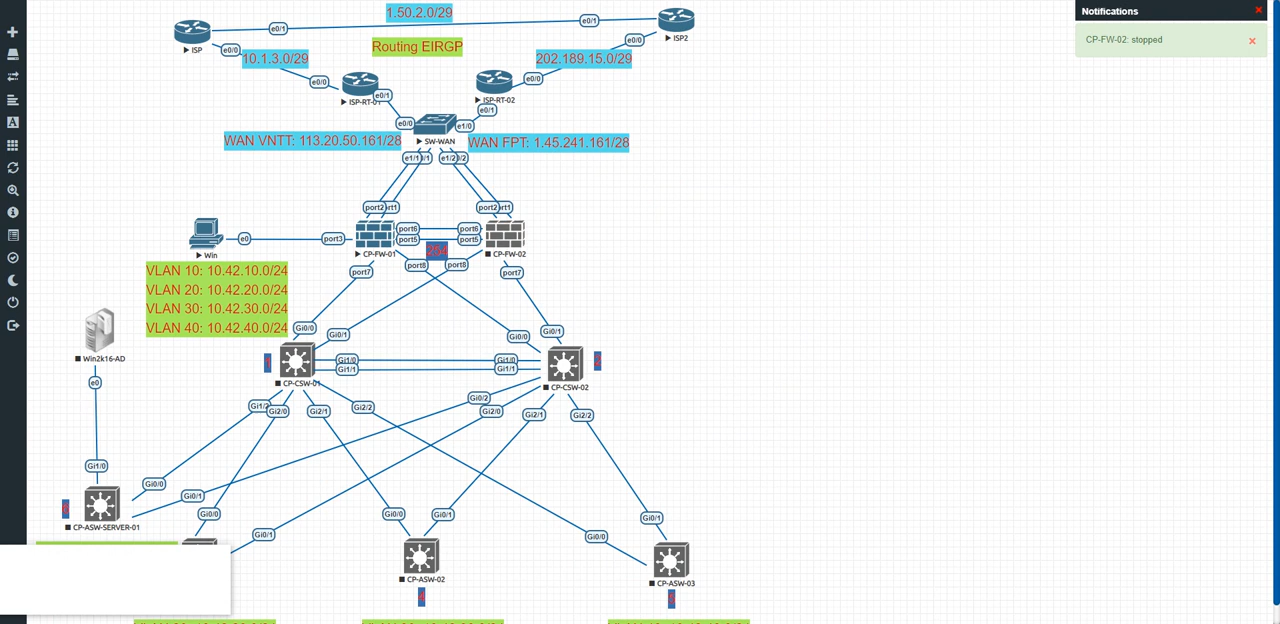 1.50.2.0/29
Notifications
CP-FW-02: stopped
e0/1
e0/1
ISP
ISP2
Routing EIRGP
e0/0
10.1.3.0/29
e0/0
202.189.15.0/29
e0/0
e0/0
e0/1
ISP-RT-01
ISP-RT-02
e0/1
e0/0
e1/0
WAN VNTT: 113.20.50.161/28
SW-WAN
WAN FPT: 1.45.241.161/28
e1/1
e1/2
port2
port2
Win
e0
port3
CP-FW-01
port6
port6
port5
port5
254
CP-FW-02
VLAN 10: 10.42.10.0/24
VLAN 20: 10.42.20.0/24
VLAN 30: 10.42.30.0/24
VLAN 40: 10.42.40.0/24
port7
port8
port8
port7
Gi0/0
Gi0/1
Gi0/0
Gi0/1
Win2k16-AD
1
Gi1/0
Gi1/0
Gi1/1
Gi1/1
2
CP-CSW-01
CP-CSW-02
e0
Gi2/0
Gi2/1
Gi2/2
Gi0/2
Gi2/0
Gi2/1
Gi2/2
Gi1/0
Gi0/0
Gi0/1
CP-ASW-SERVER-01
Gi0/0
Gi0/1
Gi0/0
Gi0/1
Gi0/0
Gi0/1
CP-ASW-02
4
CP-ASW-03